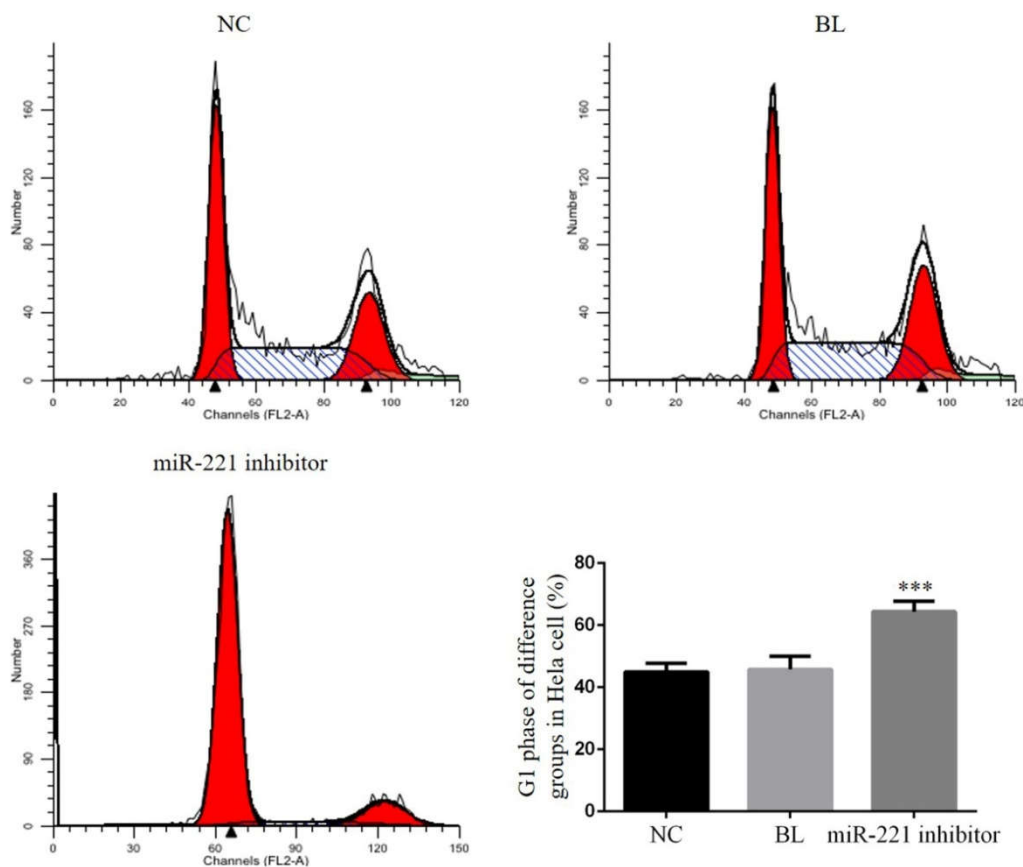 NC
160
120
80
40
0
Number
0 20 40 60 80 100 120
Channels (FL2-A)
BL
160
120
80
40
0
Number
0 20 40 60 80 100 120
Channels (FL2-A)
miR-221 inhibitor
360
270
180
90
0
Number
0 30 60 90 120 150
Channels (FL2-A)
G1 phase of difference
groups in Hela cell (%)
80
60
40
20
0
***
NC BL miR-221 inhibitor